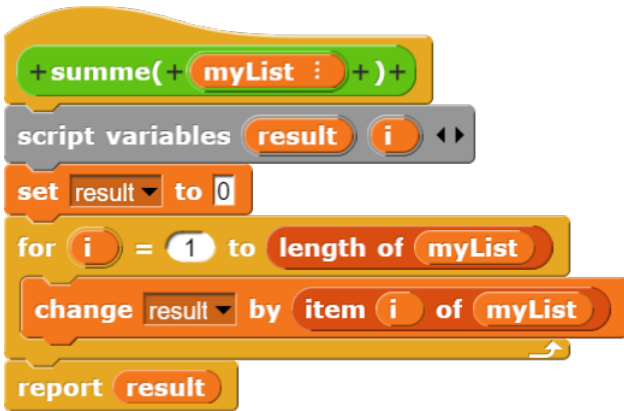 +summe(+ myList ⋮ +)+
script variables result i
set result to 0
for i = 1 to length of myList
change result by item i of myList
report result